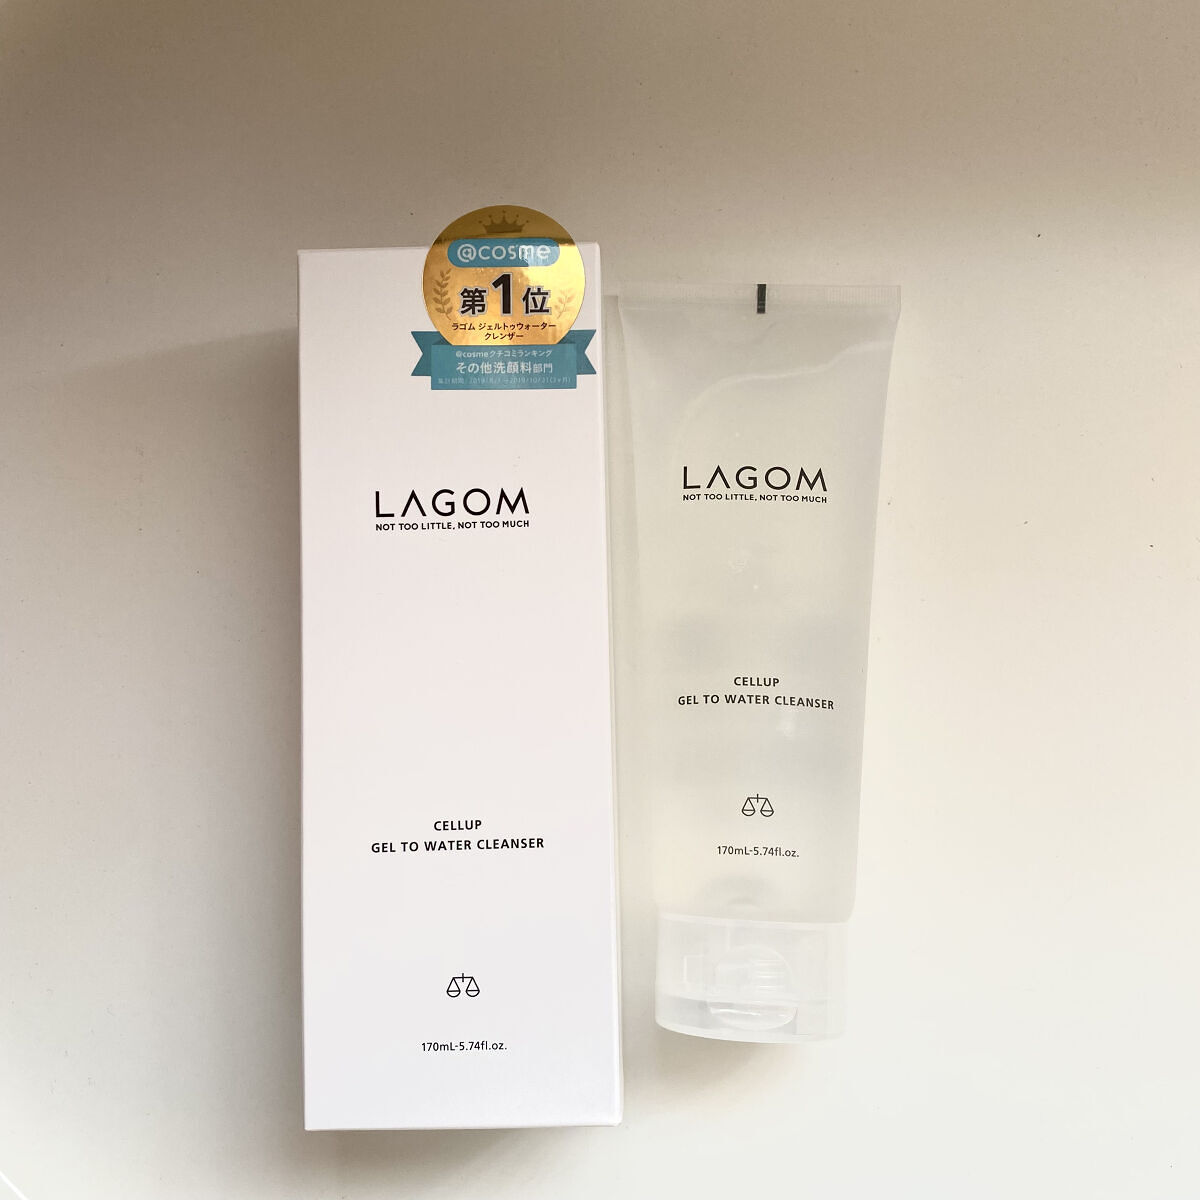 @cosme
第1位
ラゴム ジェルトゥウォーター
クレンザー
@cosmeクチコミランキング
その他洗顔料部門
LAGOM
NOT TOO LITTLE, NOT TOO MUCH
CELLUP
GEL TO WATER CLEANSER
170mL-5.74fl.oz.
LAGOM
NOT TOO LITTLE, NOT TOO MUCH
CELLUP
GEL TO WATER CLEANSER
170mL-5.74fl.oz.